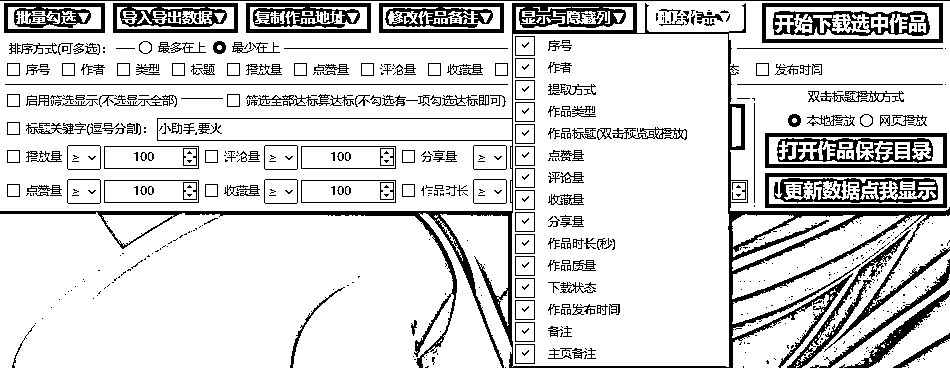 批量勾选▼ 导入导出数据▼ 复制作品地址▼ 修改作品备注▼ 显示与隐藏列▼ 删除作品▼ 开始下载选中作品
排序方式(可多选): 最多在上 最少在上
序号 作者 类型 标题 播放量 点赞量 评论量 收藏量 态 发布时间
启用筛选显示(不选显示全部) 筛选全部达标算达标(不勾选有一项勾选达标即可) 双击标题播放方式
标题关键字(逗号分割): 小助手,要火 本地播放 网页播放
播放量 ≥ 100 评论量 ≥ 100 分享量 ≥ 打开作品保存目录
点赞量 ≥ 100 收藏量 ≥ 100 作品时长 ≥ ↓更新数据点我显示
序号
作者
提取方式
作品类型
作品标题(双击预览或播放)
点赞量
评论量
收藏量
分享量
作品时长(秒)
作品质量
下载状态
作品发布时间
备注
主页备注